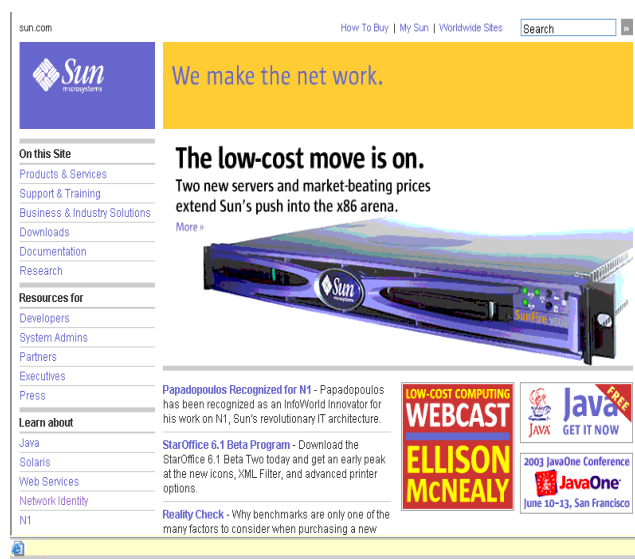 sun.com
How To Buy | My Sun | Worldwide Sites
Search
»
Sun
microsystems
We make the net work.
On this Site
Products & Services
Support & Training
Business & Industry Solutions
Downloads
Documentation
Research
Resources for
Developers
System Admins
Partners
Executives
Press
Learn about
Java
Solaris
Web Services
Network Identity
N1
The low-cost move is on.
Two new servers and market-beating prices
extend Sun's push into the x86 arena.
More »
Sun
microsystems
SunFire
Papadopoulos Recognized for N1 - Papadopoulos
has been recognized as an InfoWorld Innovator for
his work on N1, Sun's revolutionary IT architecture.
StarOffice 6.1 Beta Program - Download the
StarOffice 6.1 Beta Two today and get an early peak
at the new icons, XML Filter, and advanced printer
options.
Reality Check - Why benchmarks are only one of the
many factors to consider when purchasing a new
LOW-COST COMPUTING
WEBCAST
ELLISON
McNEALY
FREE
JAVA
Java
GET IT NOW
2003 JavaOne Conference
JavaOne
June 10-13, San Francisco